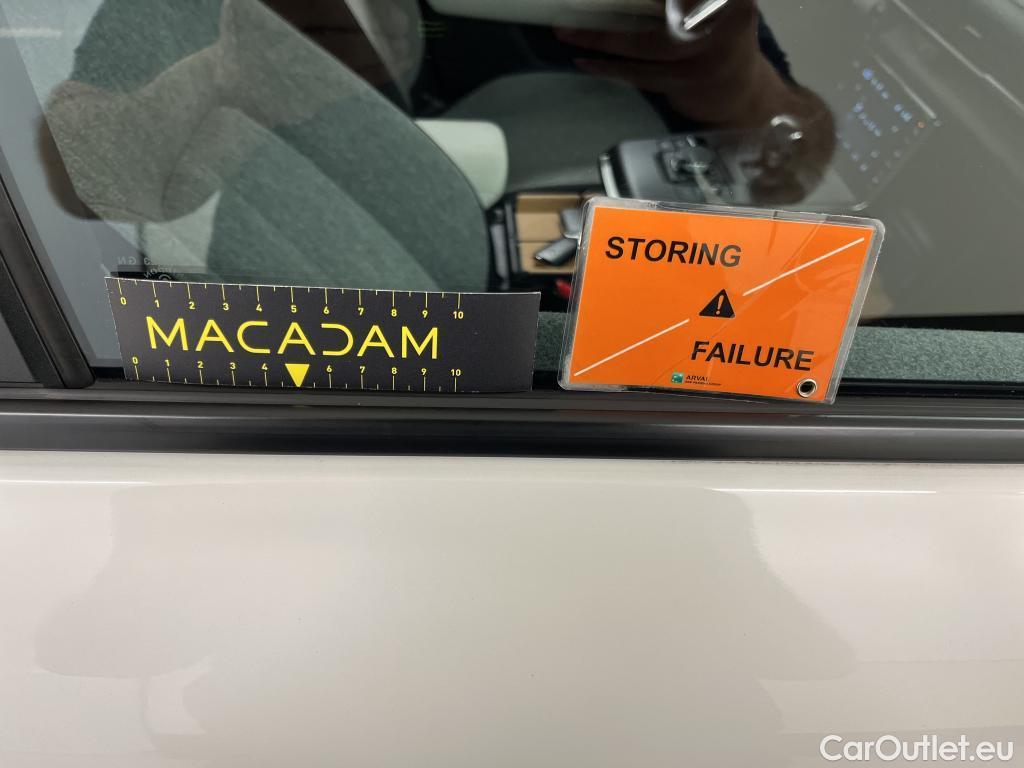 0 1 2 3 4 5 6 7 8 9 10
MACADAM
0 1 2 3 4 6 7 8 9 10
STORING
FAILURE
ARVAL
CarOutlet.eu